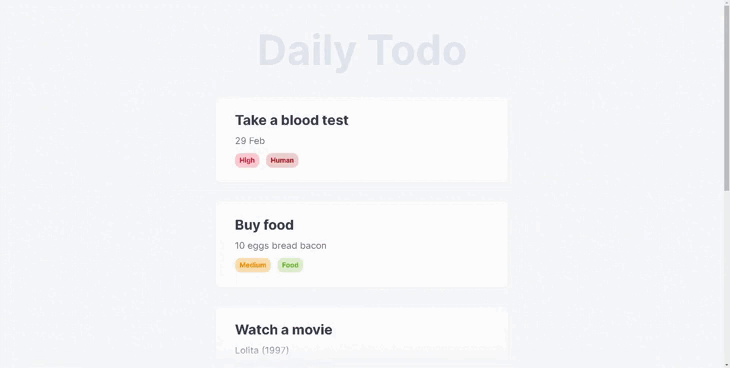 Daily Todo
Take a blood test
29 Feb
High Human
Buy food
10 eggs bread bacon
Medium Food
Watch a movie
Lolita (1997)